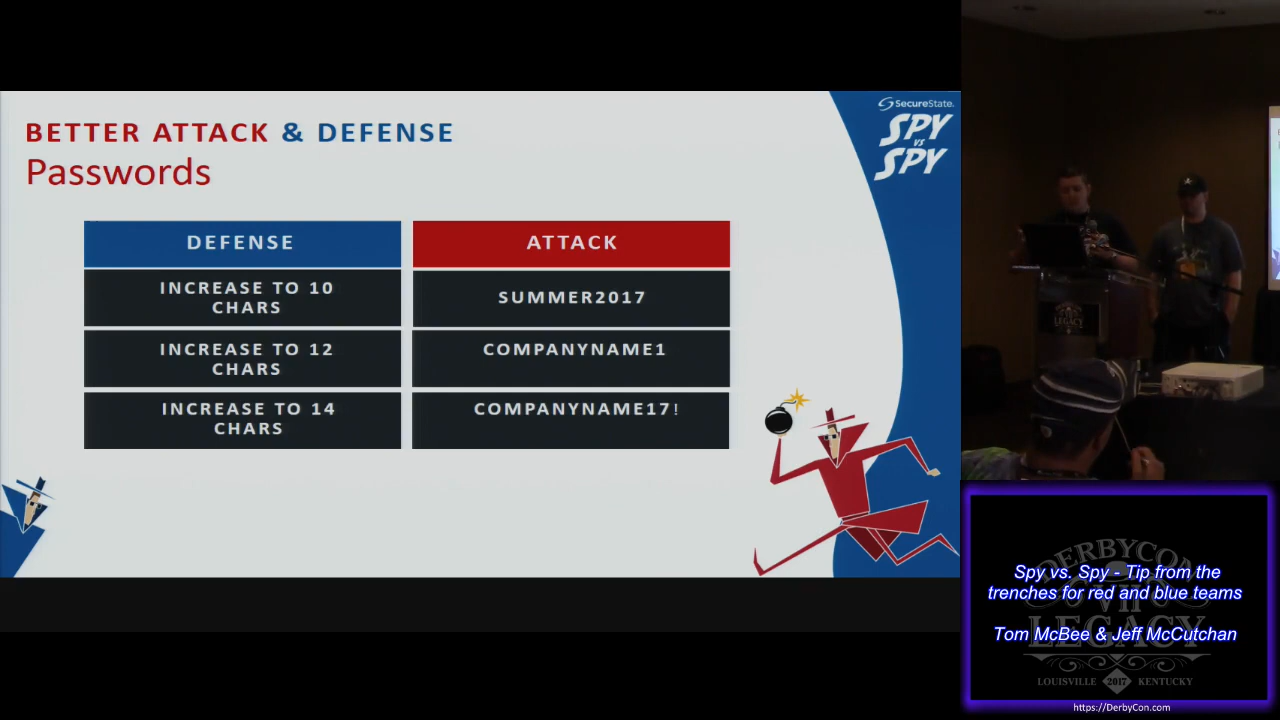 BETTER ATTACK & DEFENSE
Passwords
SecureState.
SPY
VS
SPY
DEFENSE
ATTACK
INCREASE TO 10
CHARS
SUMMER2017
INCREASE TO 12
CHARS
COMPANYNAME1
INCREASE TO 14
CHARS
COMPANYNAME17!
LEGACY
DERBYCON
VII
LEGACY
LOUISVILLE 2017 KENTUCKY
Spy vs. Spy - Tip from the
trenches for red and blue teams
Tom McBee & Jeff McCutchan
https://DerbyCon.com